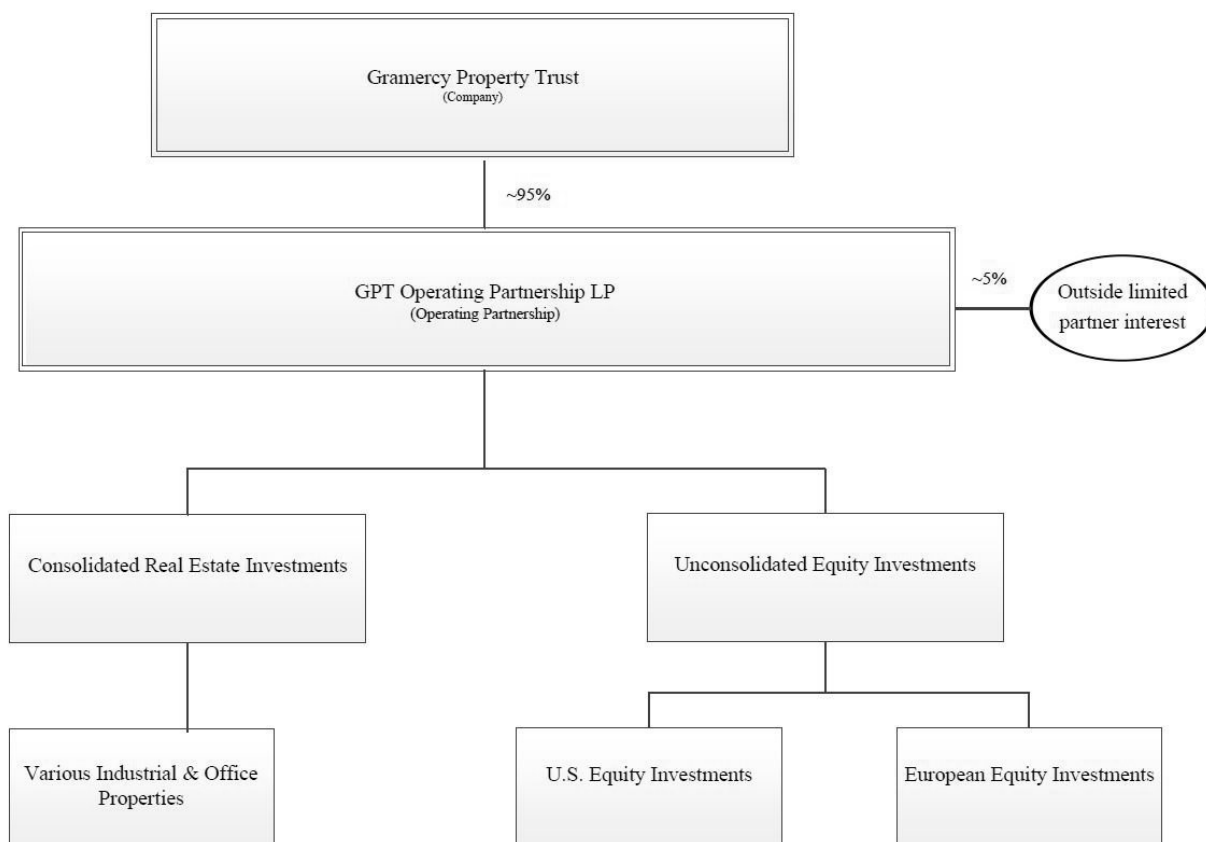 Gramercy Property Trust
(Company)
~95%
GPT Operating Partnership LP
(Operating Partnership)
~5%
Outside limited
partner interest
Consolidated Real Estate Investments
Unconsolidated Equity Investments
Various Industrial & Office
Properties
U.S. Equity Investments
European Equity Investments